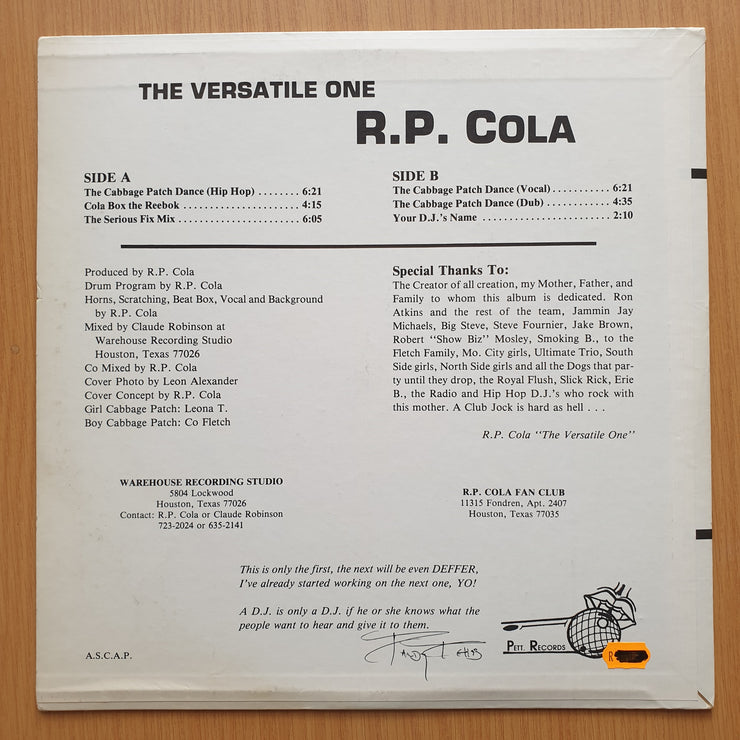 THE VERSATILE ONE
R.P. COLA
SIDE A
The Cabbage Patch Dance (Hip Hop) ........ 6:21
Cola Box the Reebok ...................... 4:15
The Serious Fix Mix ....................... 6:05
SIDE B
The Cabbage Patch Dance (Vocal)........... 6:21
The Cabbage Patch Dance (Dub) ............ 4:35
Your D.J.'s Name ........................ 2:10
Produced by R.P. Cola
Drum Program by R.P. Cola
Horns, Scratching, Beat Box, Vocal and Background
by R.P. Cola
Mixed by Claude Robinson at
Warehouse Recording Studio
Houston, Texas 77026
Co Mixed by R.P. Cola
Cover Photo by Leon Alexander
Cover Concept by R.P. Cola
Girl Cabbage Patch: Leona T.
Boy Cabbage Patch: Co Fletch
Special Thanks To:
The Creator of all creation, my Mother, Father, and
Family to whom this album is dedicated. Ron
Atkins and the rest of the team, Jammin Jay
Michaels, Big Steve, Steve Fournier, Jake Brown,
Robert "Show Biz" Mosley, Smoking B., to the
Fletch Family, Mo. City girls, Ultimate Trio, South
Side girls, North Side girls and all the Dogs that par-
ty until they drop, the Royal Flush, Slick Rick, Erie
B., the Radio and Hip Hop D.J.'s who rock with
this mother. A Club Jock is hard as hell . . .
R.P. Cola "The Versatile One"
WAREHOUSE RECORDING STUDIO
5804 Lockwood
Houston, Texas 77026
Contact: R.P. Cola or Claude Robinson
723-2024 or 635-2141
R.P. COLA FAN CLUB
11315 Fondren, Apt. 2407
Houston, Texas 77035
This is only the first, the next will be even DEFFER,
I've already started working on the next one, YO!
A D.J. is only a D.J. if he or she knows what the
people want to hear and give it to them.
A.S.C.A.P.
PETT. RECORDS
R